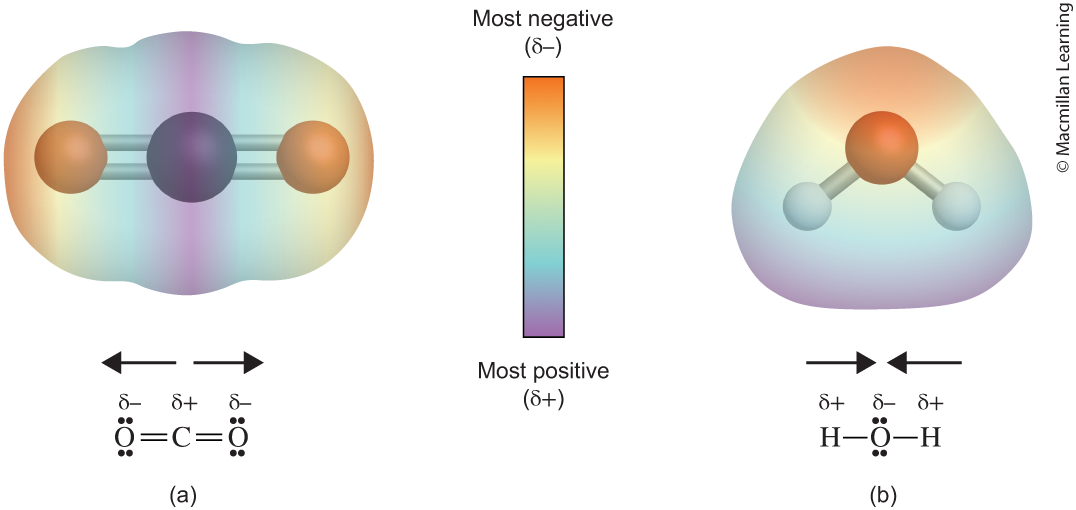 Most negative
(δ–)
© Macmillan Learning
Most positive
(δ+)
δ– δ+ δ–
O=C=O
(a)
δ+ δ– δ+
H—O—H
(b)